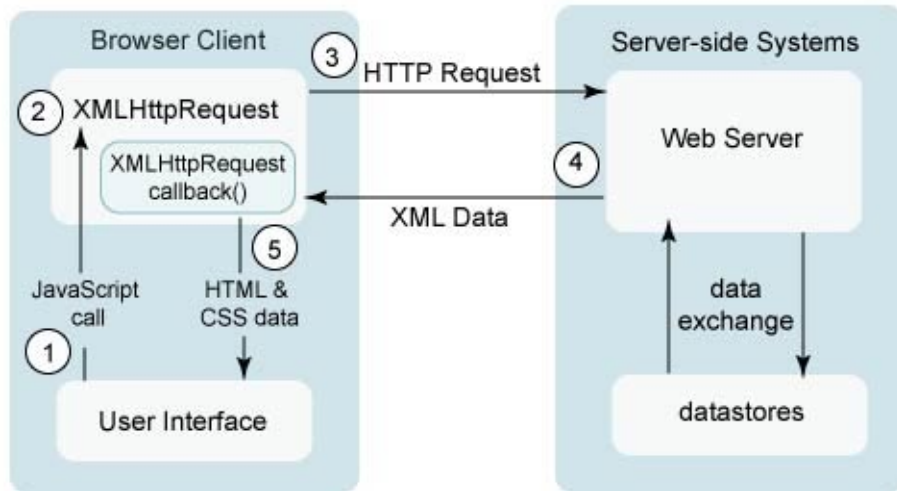 Browser Client
3
HTTP Request
2
XMLHttpRequest
XMLHttpRequest
callback()
5
JavaScript
call
HTML &
CSS data
1
User Interface
Server-side Systems
Web Server
4
XML Data
data
exchange
datastores